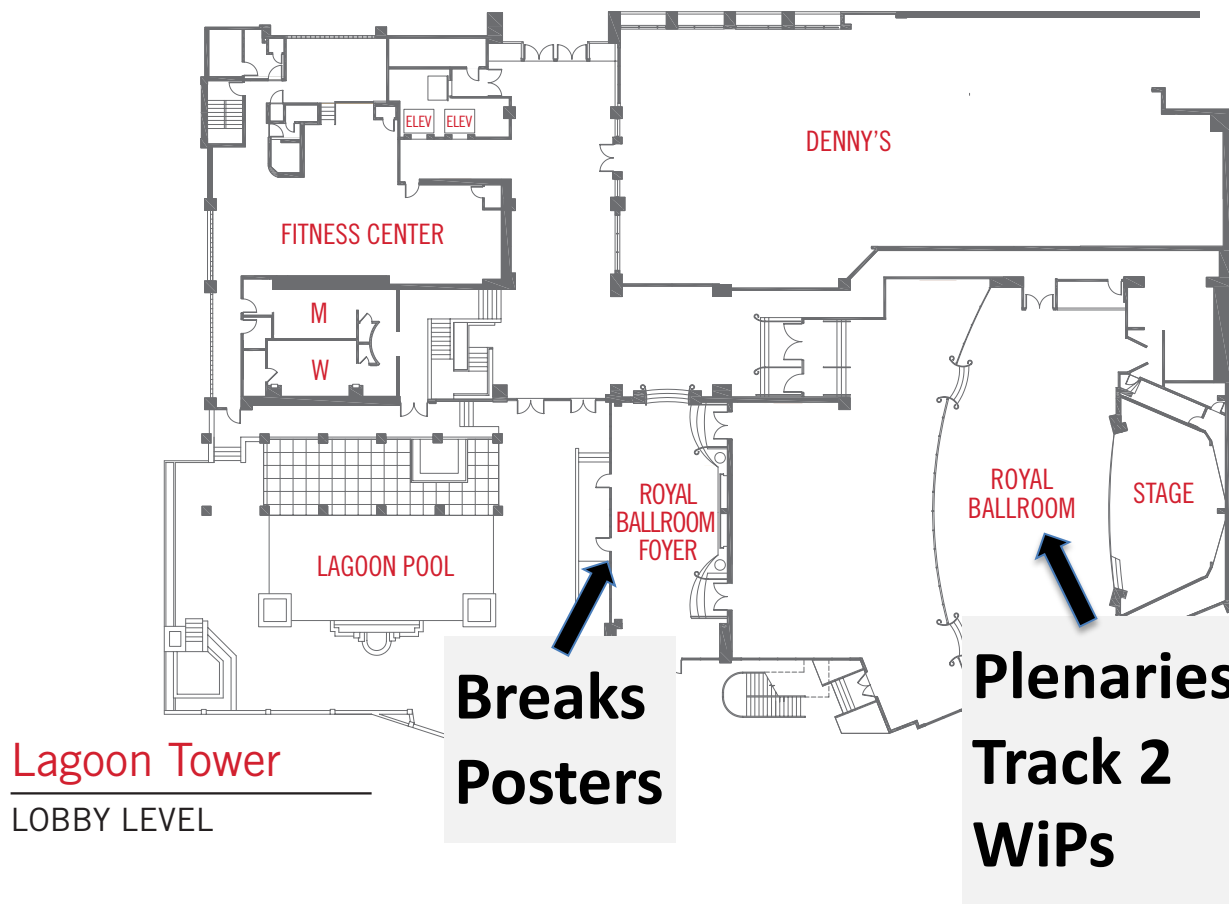 ELEV ELEV
DENNY'S
FITNESS CENTER
M
W
ROYAL
BALLROOM
FOYER
ROYAL
BALLROOM
STAGE
LAGOON POOL
Breaks
Posters
Plenaries
Track 2
WiPs
Lagoon Tower
LOBBY LEVEL